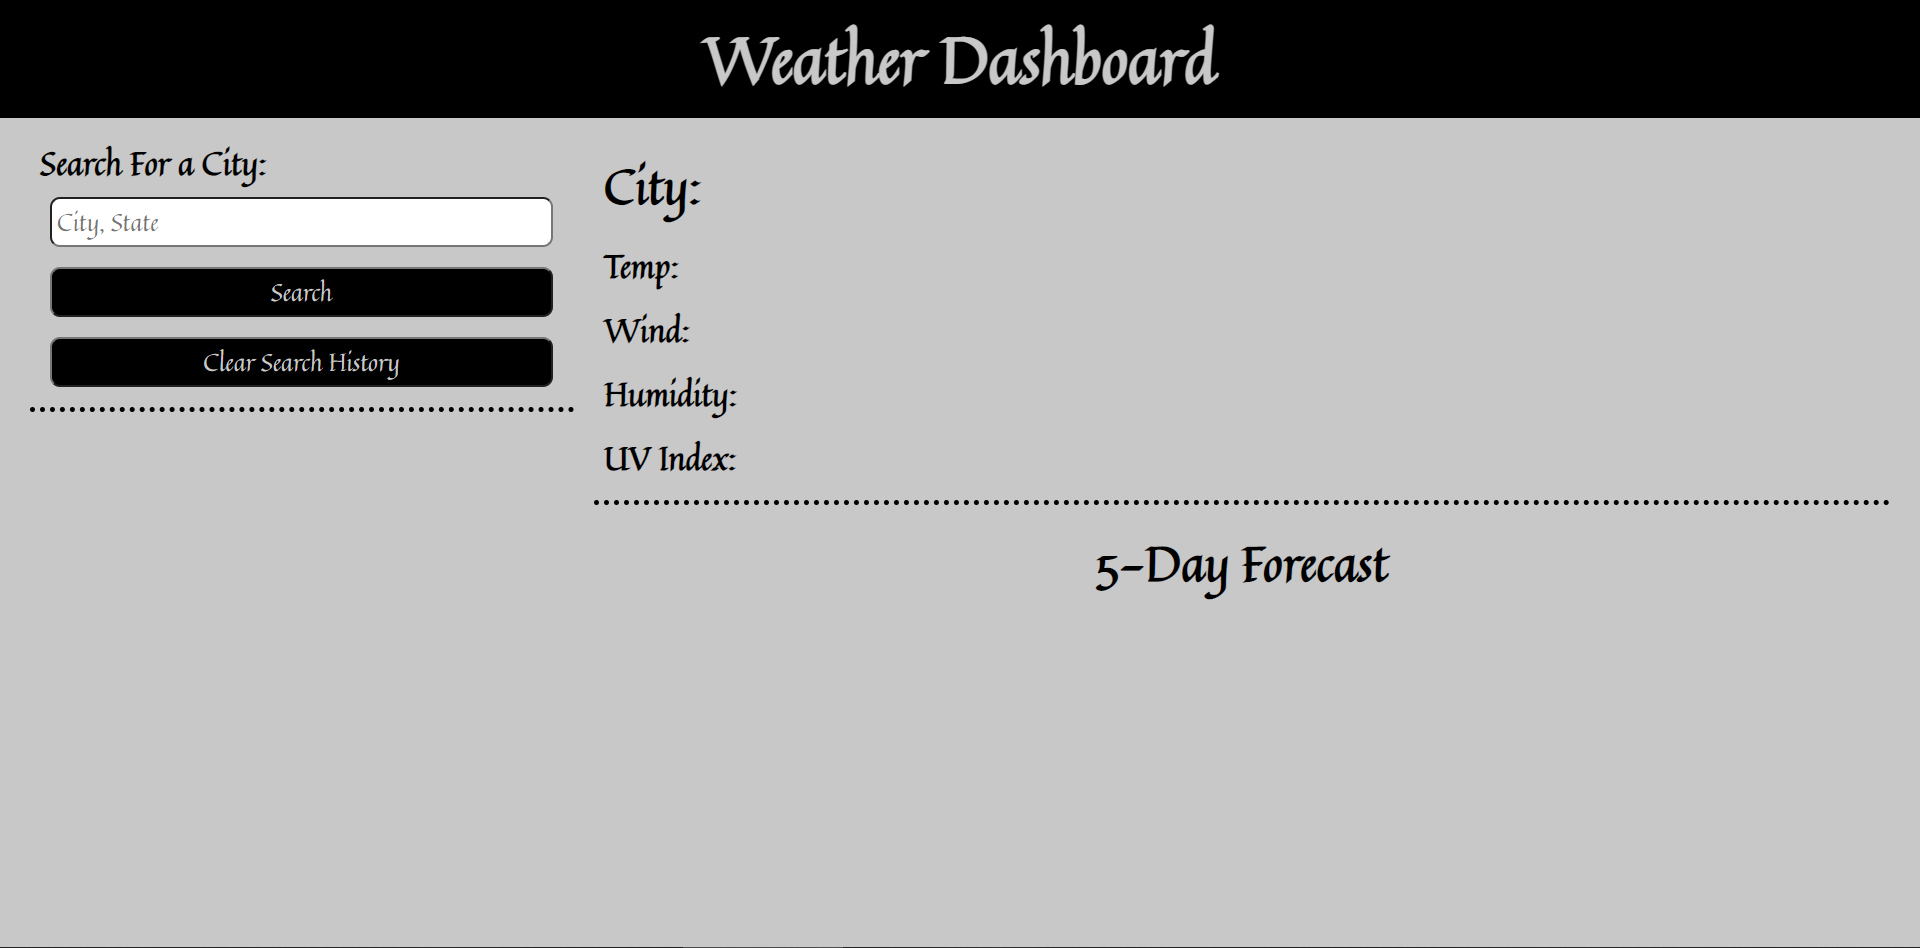 Weather Dashboard
Search For a City:
City, State
Search
Clear Search History
City:
Temp:
Wind:
Humidity:
UV Index:
5-Day Forecast